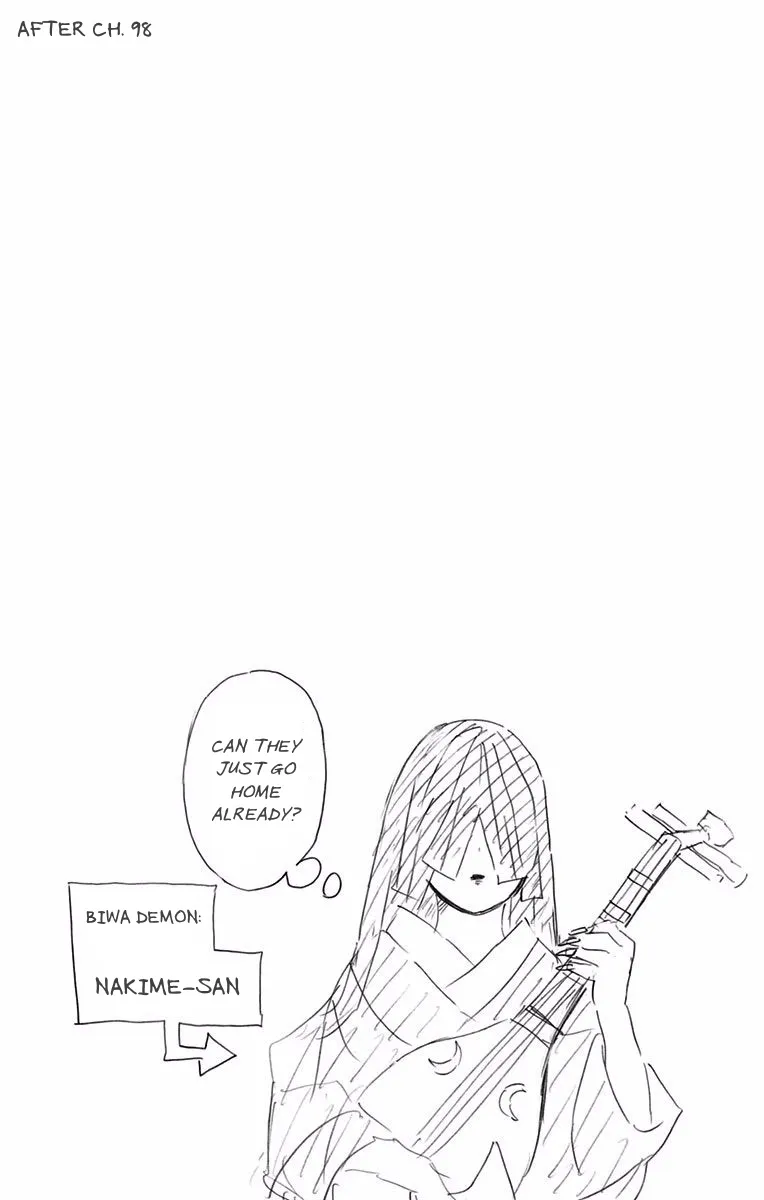 AFTER CH. 98
CAN THEY
JUST GO
HOME
ALREADY?
BIWA DEMON:
NAKIME-SAN